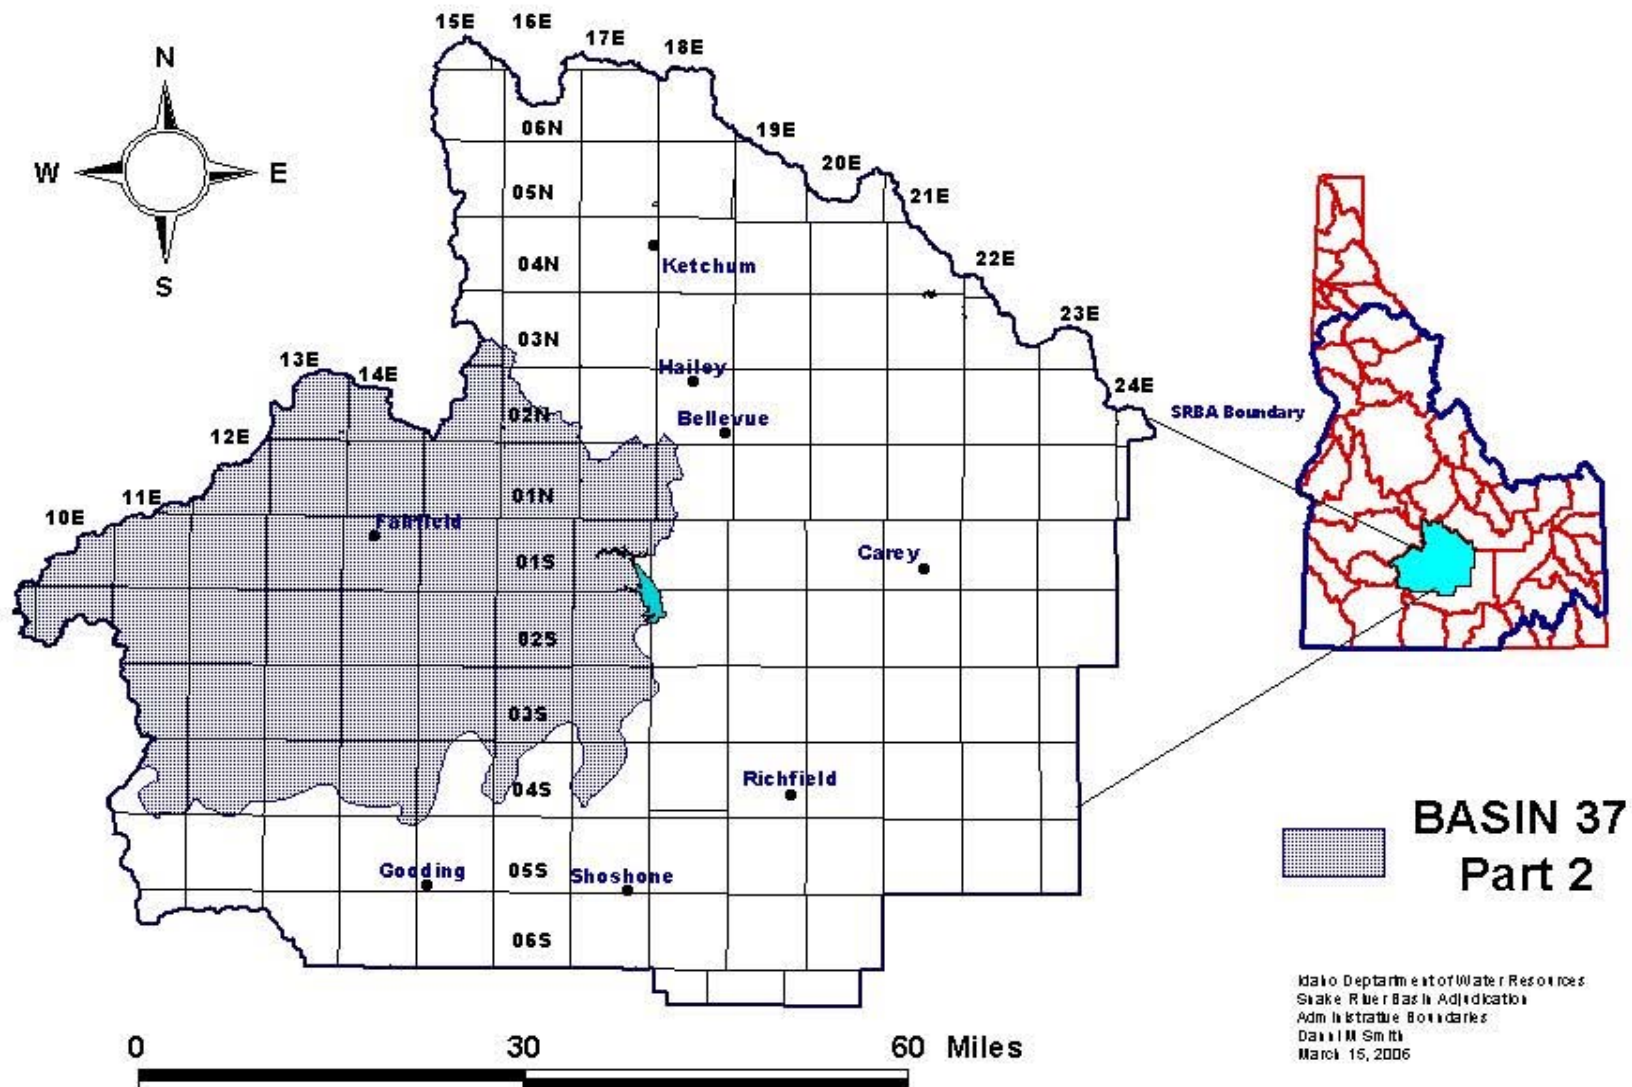 15E
16E
17E
18E
N
W
E
S
06N
19E
20E
05N
21E
04N
Ketchum
22E
03N
23E
13E
14E
Hailey
24E
02N
Bellevue
SRBA Boundary
12E
11E
01N
10E
Fairfield
01S
Carey
02S
03S
04S
Richfield
BASIN 37
Part 2
Gooding
05S
Shoshone
06S
Idaho Deptartment of Water Resources
Snake River Basin Adjudication
Administrative Boundaries
Danni M Smith
March 15, 2006
0
30
60 Miles